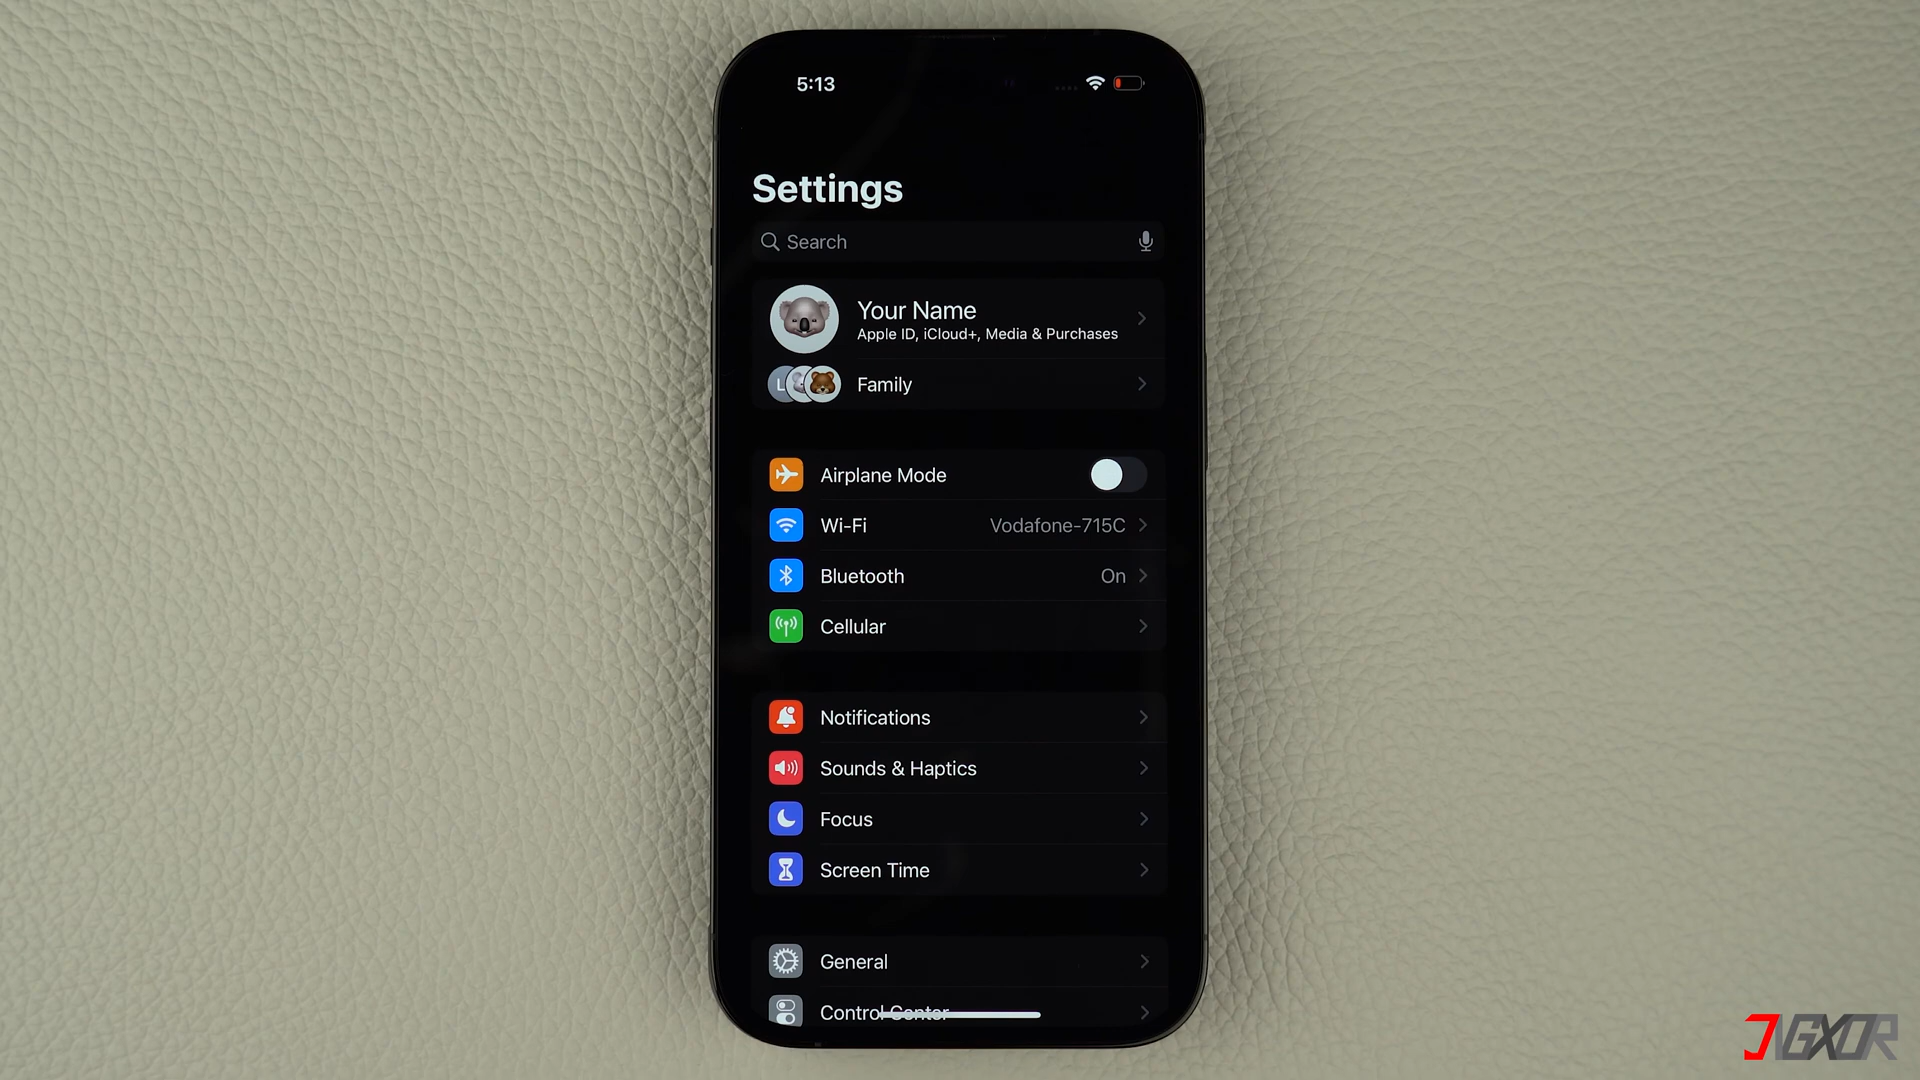 5:13
Settings
Search
Your Name
Apple ID, iCloud+, Media & Purchases
L
Family
Airplane Mode
Wi-Fi Vodafone-715C
Bluetooth On
Cellular
Notifications
Sounds & Haptics
Focus
Screen Time
General
Control Center
JIGXOR